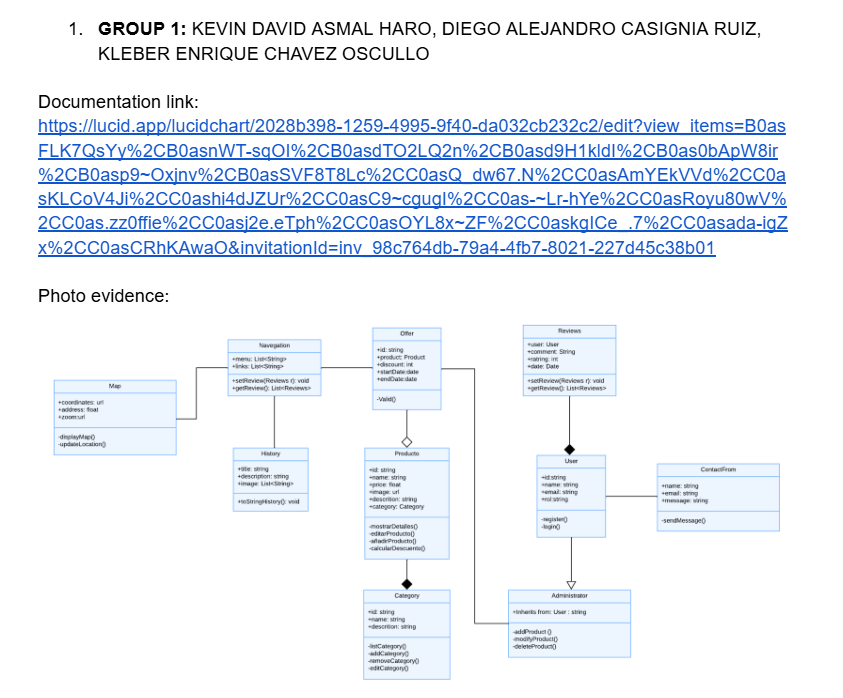 1. GROUP 1: KEVIN DAVID ASMAL HARO, DIEGO ALEJANDRO CASIGNIA RUIZ,
KLEBER ENRIQUE CHAVEZ OSCULLO
Documentation link:
https://lucid.app/lucidchart/2028b398-1259-4995-9f40-da032cb232c2/edit?view_items=B0as
FLK7QsYy%2CB0asnWT-sqOI%2CB0asdTO2LQ2n%2CB0asd9H1kldI%2CB0as0bApW8ir
%2CB0asp9~Oxjnv%2CB0asSVF8T8Lc%2CC0asQ_dw67.N%2CC0asAmYEkVVd%2CC0a
sKLCoV4Ji%2CC0ashi4dJZUr%2CC0asC9~cgugl%2CC0as-~Lr-hYe%2CC0asRoyu80wV%
2CC0as.zz0ffie%2CC0asj2e.eTph%2CC0asOYL8x~ZF%2CC0askgICe_.7%2CC0asada-igZ
x%2CC0asCRhKAwaO&invitationId=inv_98c764db-79a4-4fb7-8021-227d45c38b01
Photo evidence:
Map
+coordinates: url
+address: float
+zoom:url
-displayMap()
-updateLocation()
Navegation
+menu: List<String>
+links: List<String>
+setReview(Reviews r): void
+getReview(): List<Reviews>
History
+title: string
+description: string
+image: List<String>
+toStringHistory(): void
Offer
+id: string
+product: Product
+discount: int
+startDate:date
+endDate:date
-Valid()
Producto
+id: string
+name: string
+price: float
+image: url
+descrition: string
+category: Category
-mostrarDetalles()
-editarProducto()
-añadirProducto()
-calcularDescuento()
Category
+id: string
+name: string
+descrition: string
-listCategory()
-addCategory()
-removeCategory()
-editCategory()
Reviews
+user: User
+comment: String
+ratring: int
+date: Date
+setReview(Reviews r): void
+getReview(): List<Reviews>
User
+id:string
+name: string
+email: string
+rol:string
-register()
-login()
ContactFrom
+name: string
+email: string
+message: string
-sendMessage()
Administrator
+Inherits from: User : string
-addProduct ()
-modifyProduct()
-deleteProduct()